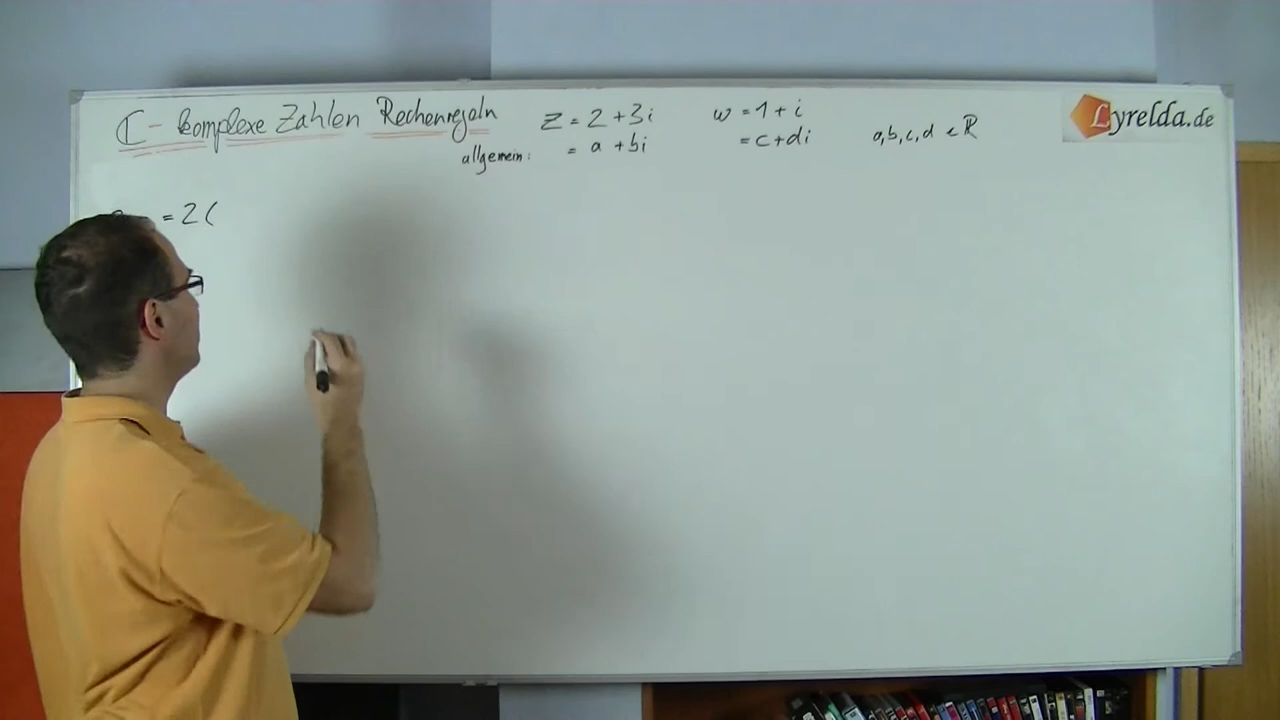 ℂ - komplexe Zahlen Rechenregeln
z = 2 + 3i
allgemein: = a + bi
w = 1 + i
= c + di
a,b,c,d ∈ ℝ
Lyrelda.de
= 2 (